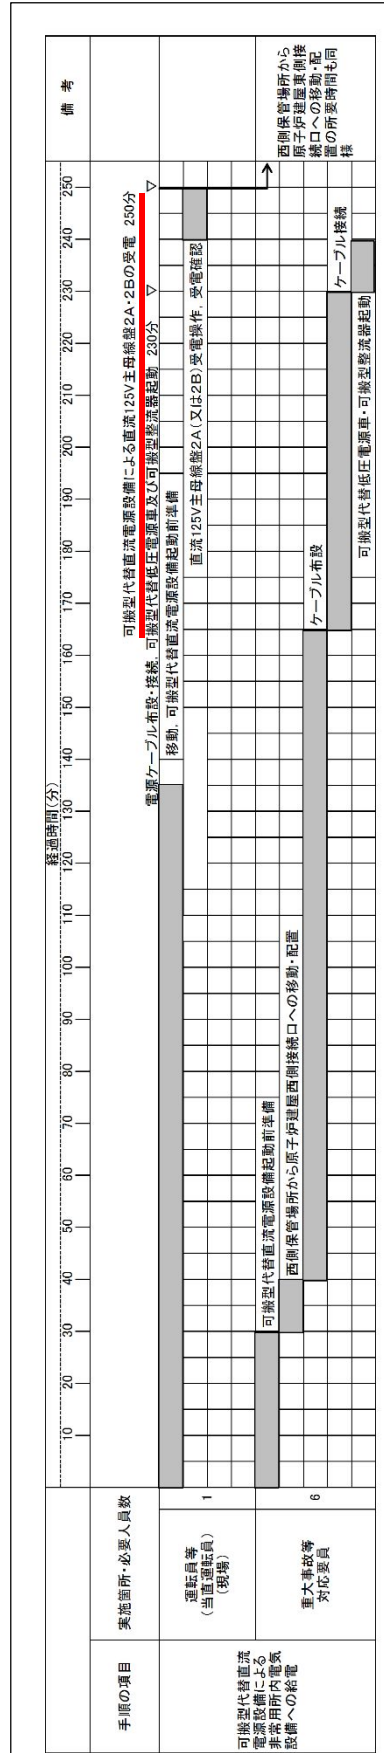 経過時間(分)
備 考
10 20 30 40 50 60 70 80 90 100 110 120 130 140 150 160 170 180 190 200 210 220 230 240 250
手順の項目
実施箇所・必要人員数
可搬型代替直流電源設備による直流125V主母線盤2A・2Bの受電 250分
▽
電源ケーブル布設・接続,可搬型代替低圧電源車及び可搬型整流器起動 230分
▽
可搬型代替直流
電源設備による
非常用所内電気
設備への給電
運転員等
(当直運転員)
(現場)
1
移動,可搬型代替直流電源設備起動前準備
直流125V主母線盤2A(又は2B)受電操作,受電確認
重大事故等
対応要員
6
可搬型代替直流電源設備起動前準備
西側保管場所から原子炉建屋西側接続口への移動・配置
ケーブル布設
ケーブル接続
可搬型代替低圧電源車・可搬型整流器起動
西側保管場所から
原子炉建屋東側接
続口への移動・配
置の所要時間も同
様